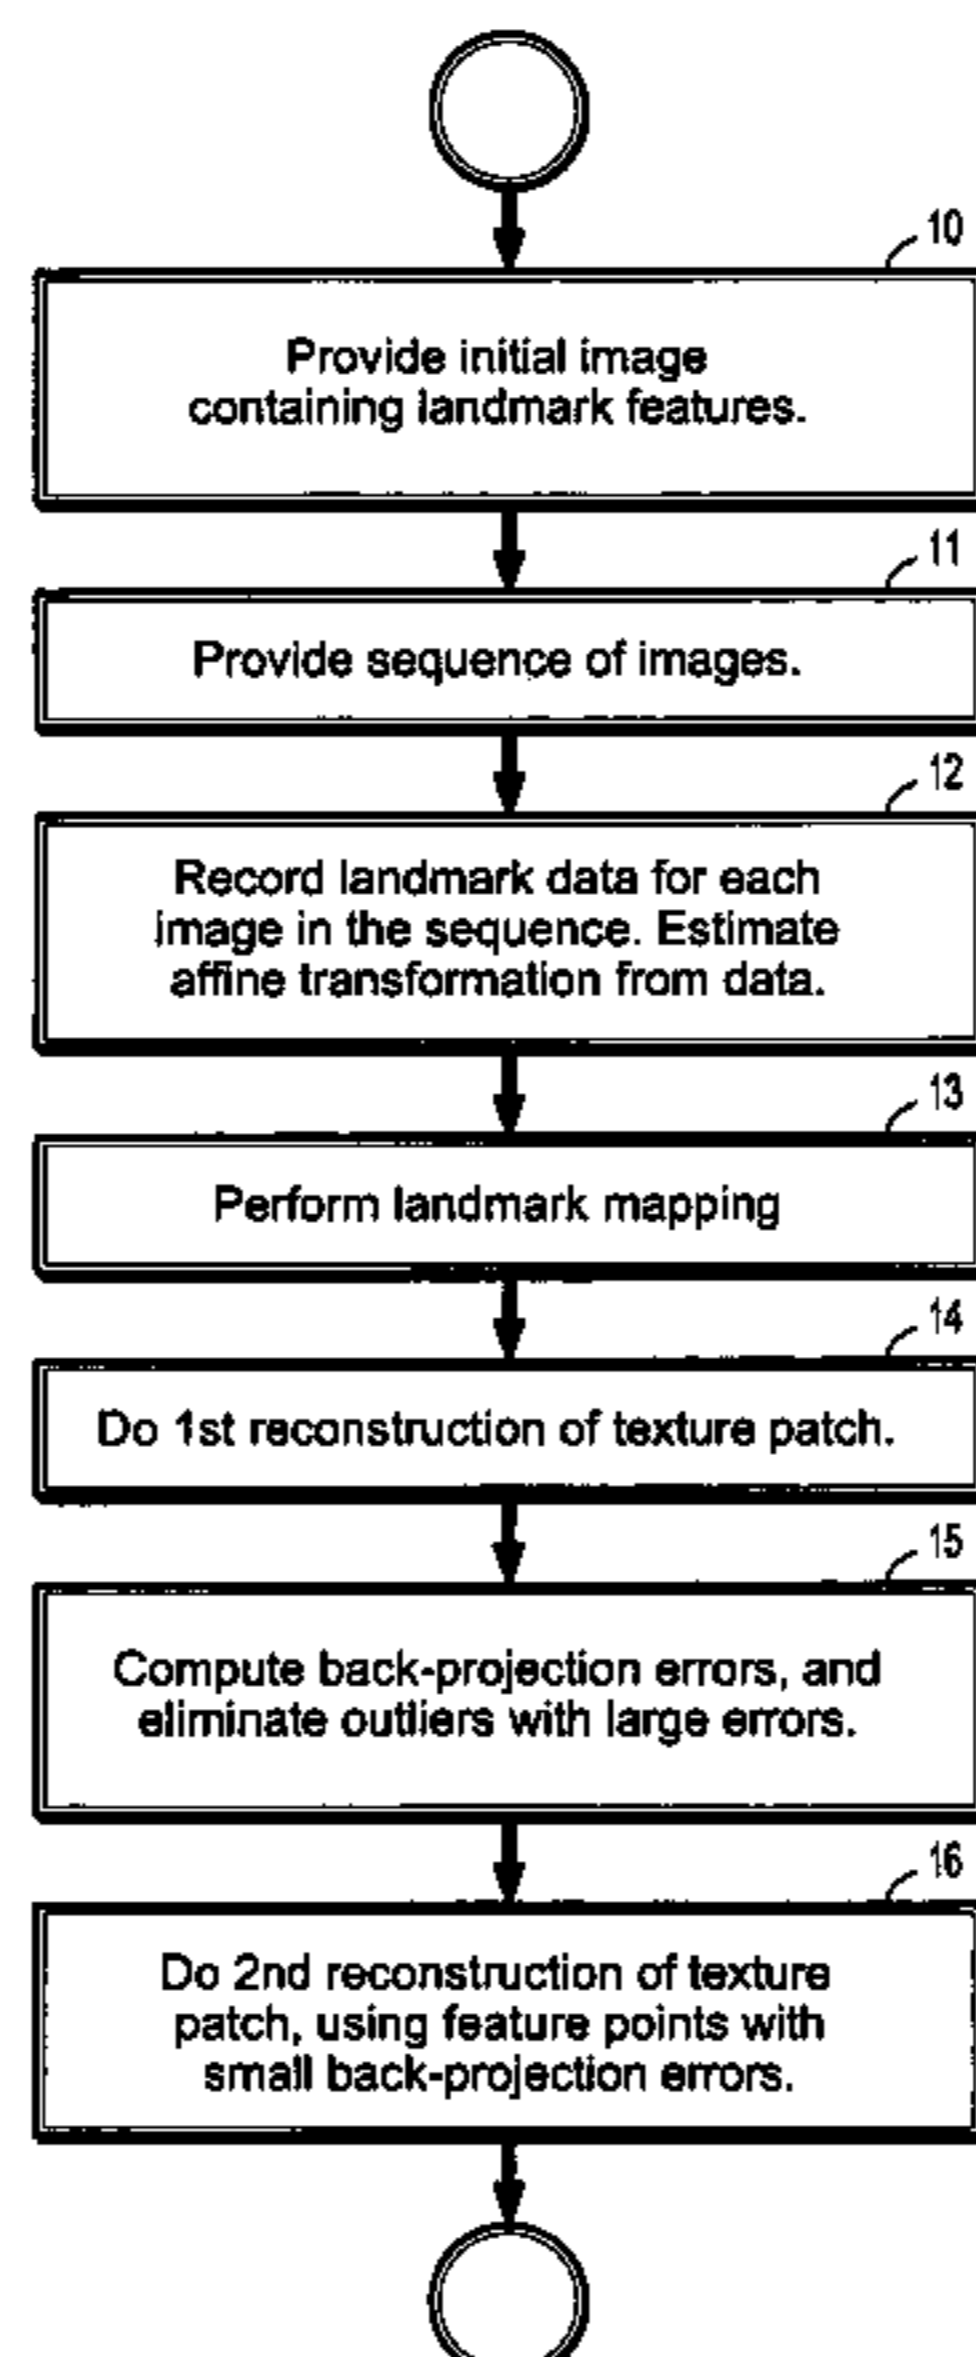 10
Provide initial image
containing landmark features.
11
Provide sequence of images.
12
Record landmark data for each
image in the sequence. Estimate
affine transformation from data.
13
Perform landmark mapping
14
Do 1st reconstruction of texture patch.
15
Compute back-projection errors, and
eliminate outliers with large errors.
16
Do 2nd reconstruction of texture
patch, using feature points with
small back-projection errors.